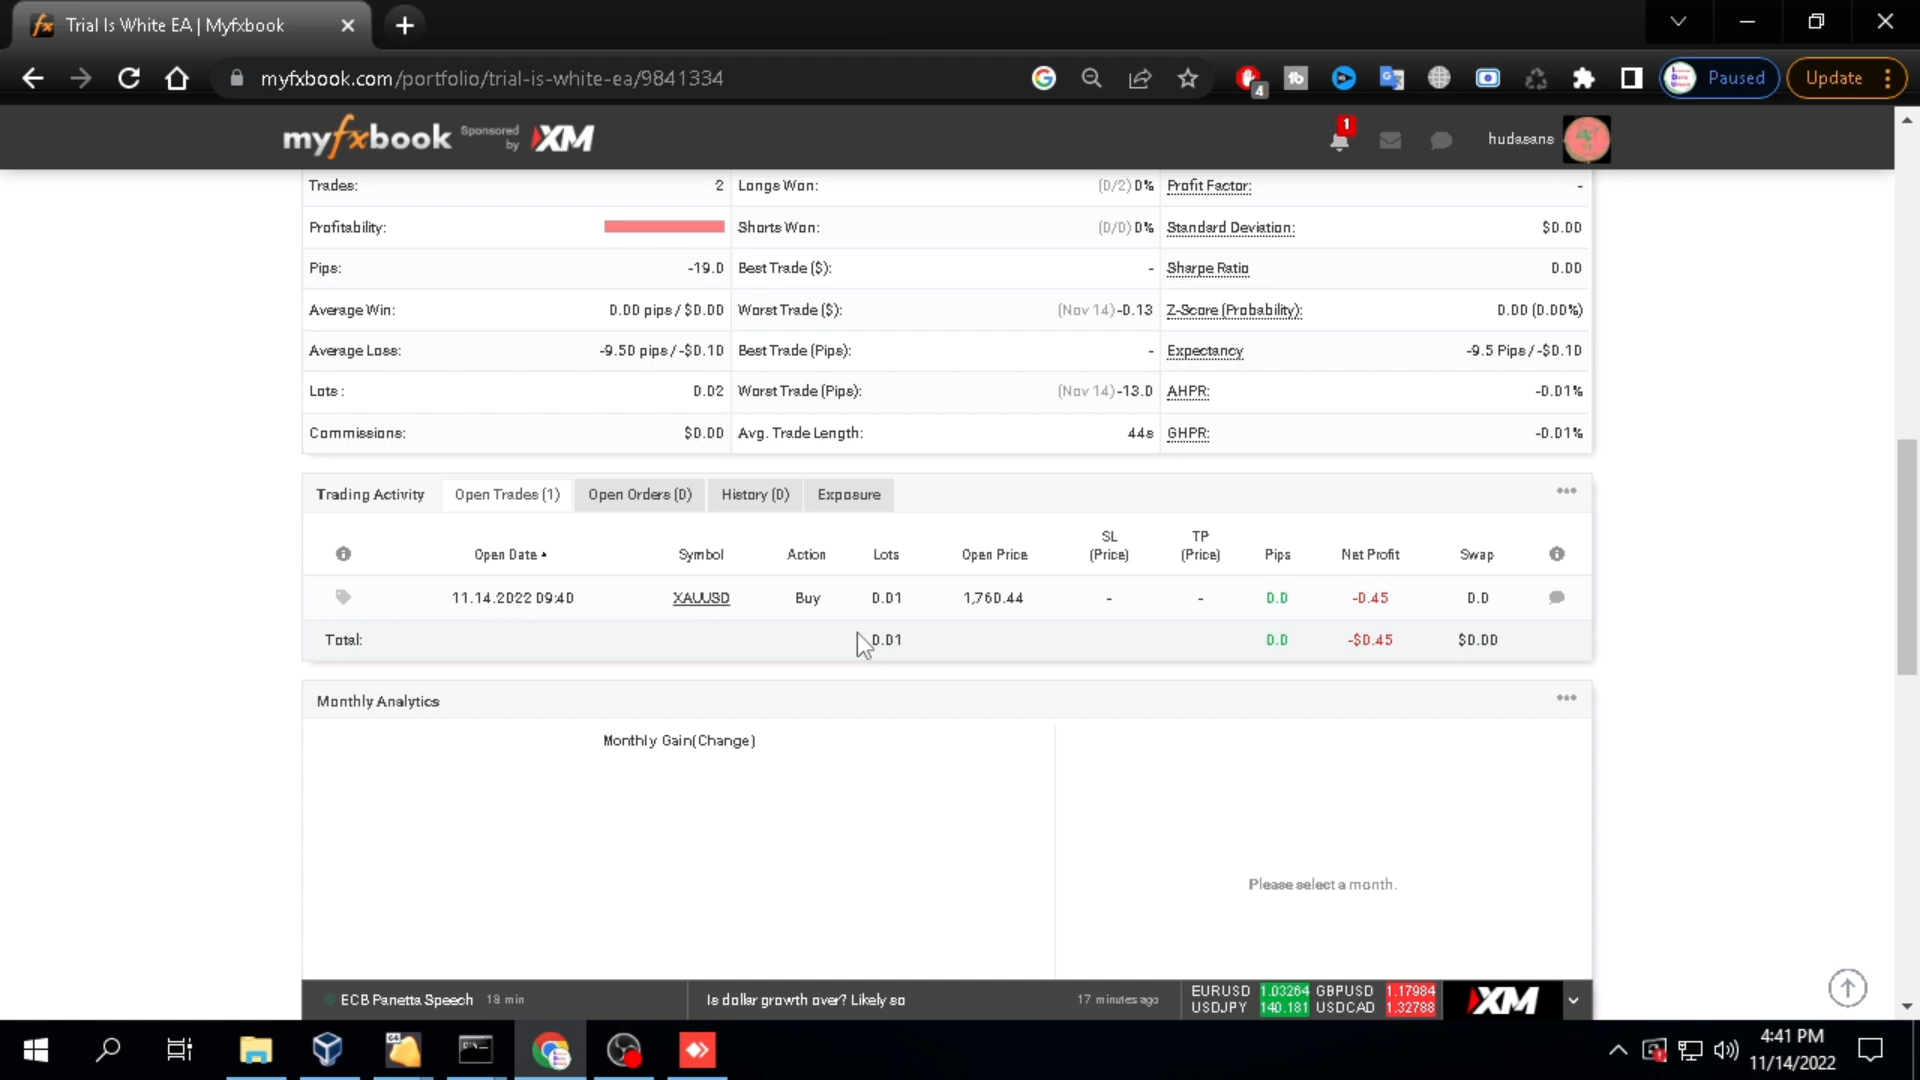 Trial Is White EA | Myfxbook
myfxbook.com/portfolio/trial-is-white-ea/9841334
4
Paused
Update
myfxbook Sponsored by XM
1
hudasans
Trades: 2 Longs Won: (0/2) 0% Profit Factor: -
Profitability: Shorts Won: (0/0) 0% Standard Deviation: $0.00
Pips: -19.0 Best Trade ($): - Sharpe Ratio 0.00
Average Win: 0.00 pips / $0.00 Worst Trade ($): (Nov 14) -0.13 Z-Score (Probability): 0.00 (0.00%)
Average Loss: -9.50 pips / -$0.10 Best Trade (Pips): - Expectancy -9.5 Pips / -$0.10
Lots : 0.02 Worst Trade (Pips): (Nov 14) -13.0 AHPR: -0.01%
Commissions: $0.00 Avg. Trade Length: 44s GHPR: -0.01%
Trading Activity Open Trades (1) Open Orders (0) History (0) Exposure
Open Date Symbol Action Lots Open Price SL (Price) TP (Price) Pips Net Profit Swap
11.14.2022 09:40 XAUUSD Buy 0.01 1,760.44 - - 0.0 -0.45 0.0
Total: 0.01 0.0 -$0.45 $0.00
Monthly Analytics
Monthly Gain(Change)
Please select a month.
ECB Panetta Speech 18 min Is dollar growth over? Likely so 17 minutes ago
EURUSD 1.03264 GBPUSD 1.17984
USDJPY 140.181 USDCAD 1.32788
XM
4:41 PM
11/14/2022